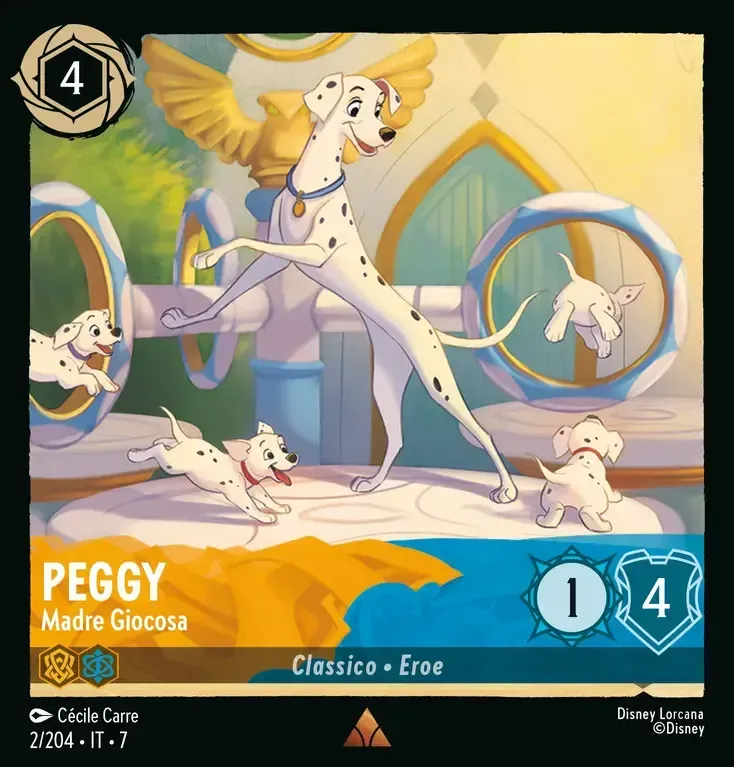 4
PEGGY
Madre Giocosa
1
4
Classico • Eroe
Cécile Carre
2/204 • IT • 7
Disney Lorcana
©Disney